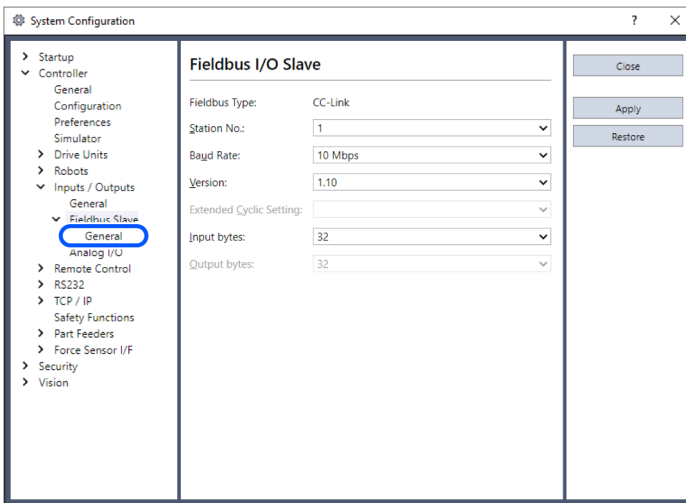 System Configuration
?
Startup
Controller
General
Configuration
Preferences
Simulator
Drive Units
Robots
Inputs / Outputs
General
Fieldbus Slave
General
Analog I/O
Remote Control
RS232
TCP / IP
Safety Functions
Part Feeders
Force Sensor I/F
Security
Vision
Fieldbus I/O Slave
Fieldbus Type: CC-Link
Station No.: 1
Baud Rate: 10 Mbps
Version: 1.10
Extended Cyclic Setting:
Input bytes: 32
Output bytes: 32
Close
Apply
Restore